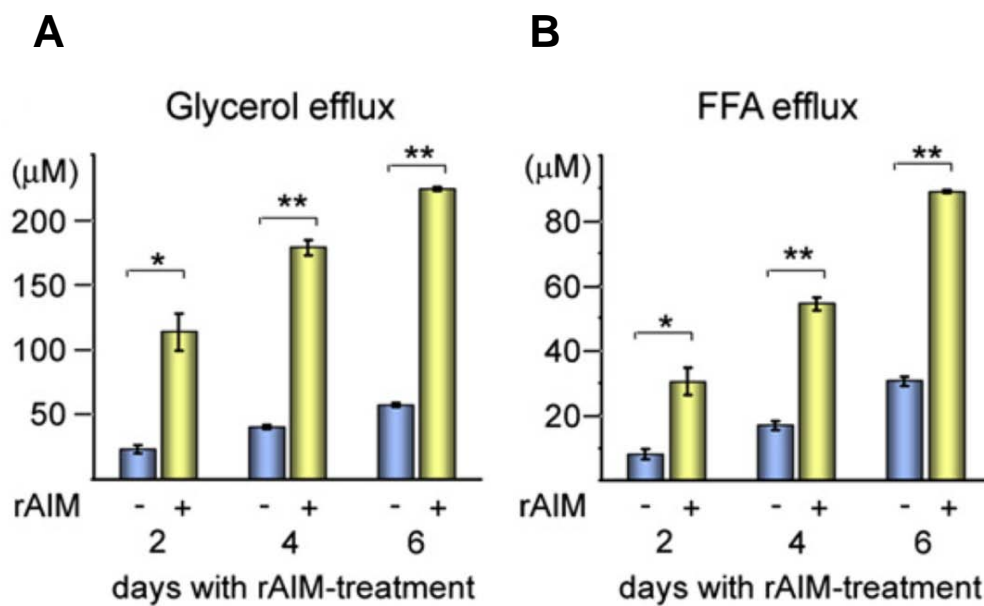 A
Glycerol efflux
(μM)
200
150
100
50
*
**
**
rAIM - + - + - +
2 4 6
days with rAIM-treatment
B
FFA efflux
(μM)
80
60
40
20
*
**
**
rAIM - + - + - +
2 4 6
days with rAIM-treatment